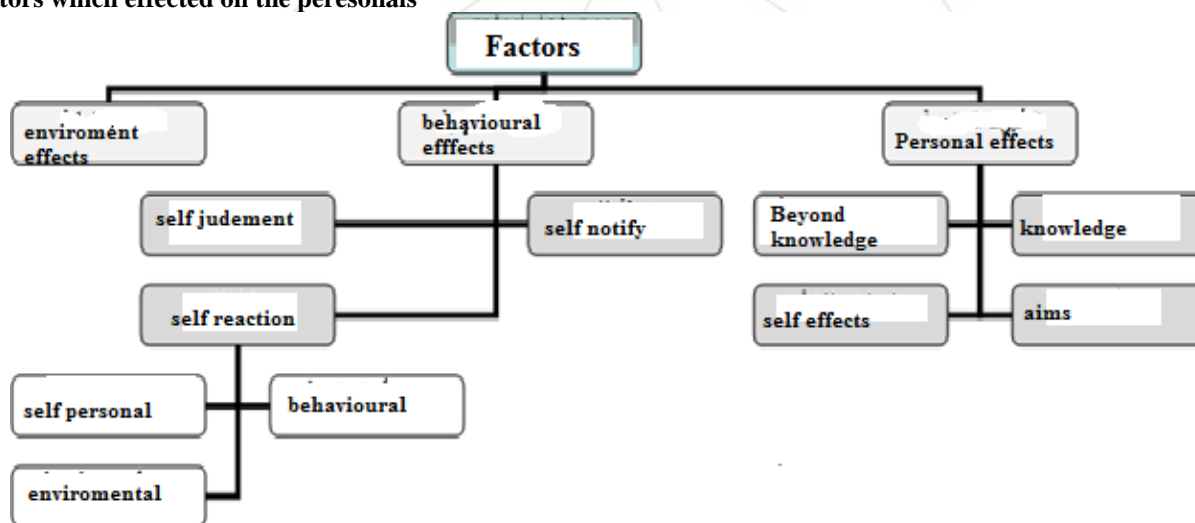 tors which effected on the peresonals
Factors
enviroment
effects
behavioural
efffects
Personal effects
self judement
self notify
Beyond
knowledge
knowledge
self reaction
self effects
aims
self personal
behavioural
enviromental